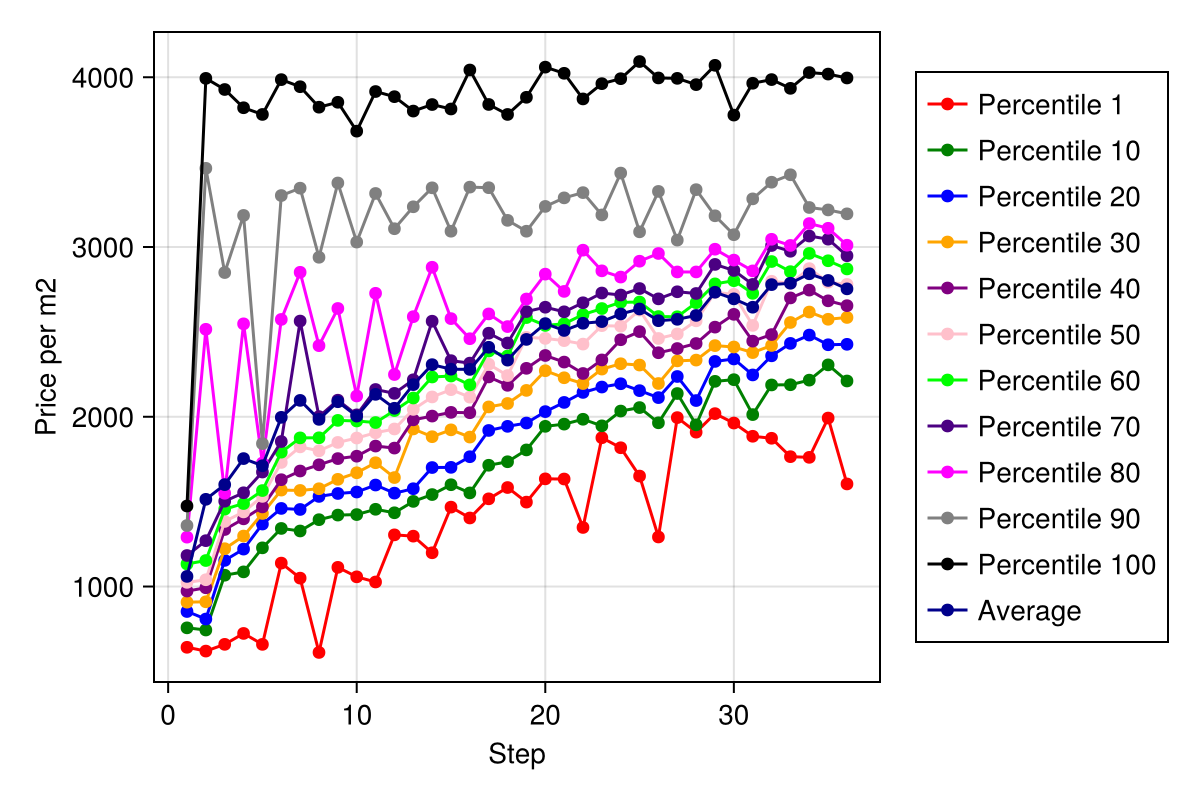 4000
3000
2000
1000
Price per m2
0 10 20 30
Step
Percentile 1
Percentile 10
Percentile 20
Percentile 30
Percentile 40
Percentile 50
Percentile 60
Percentile 70
Percentile 80
Percentile 90
Percentile 100
Average